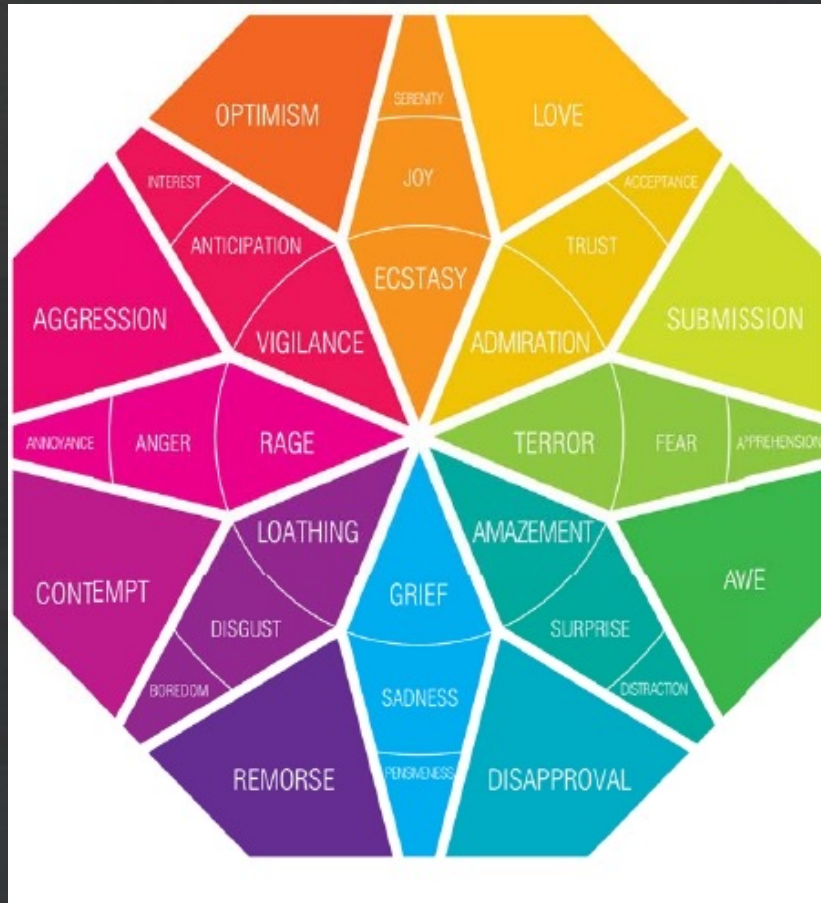 SERENITY
OPTIMISM
LOVE
INTEREST
JOY
ACCEPTANCE
ANTICIPATION
TRUST
ECSTASY
AGGRESSION
VIGILANCE
ADMIRATION
SUBMISSION
ANNOYANCE
ANGER
RAGE
TERROR
FEAR
APPREHENSION
LOATHING
AMAZEMENT
CONTEMPT
GRIEF
AWE
DISGUST
SURPRISE
BOREDOM
SADNESS
DISTRACTION
REMORSE
PENSIVENESS
DISAPPROVAL